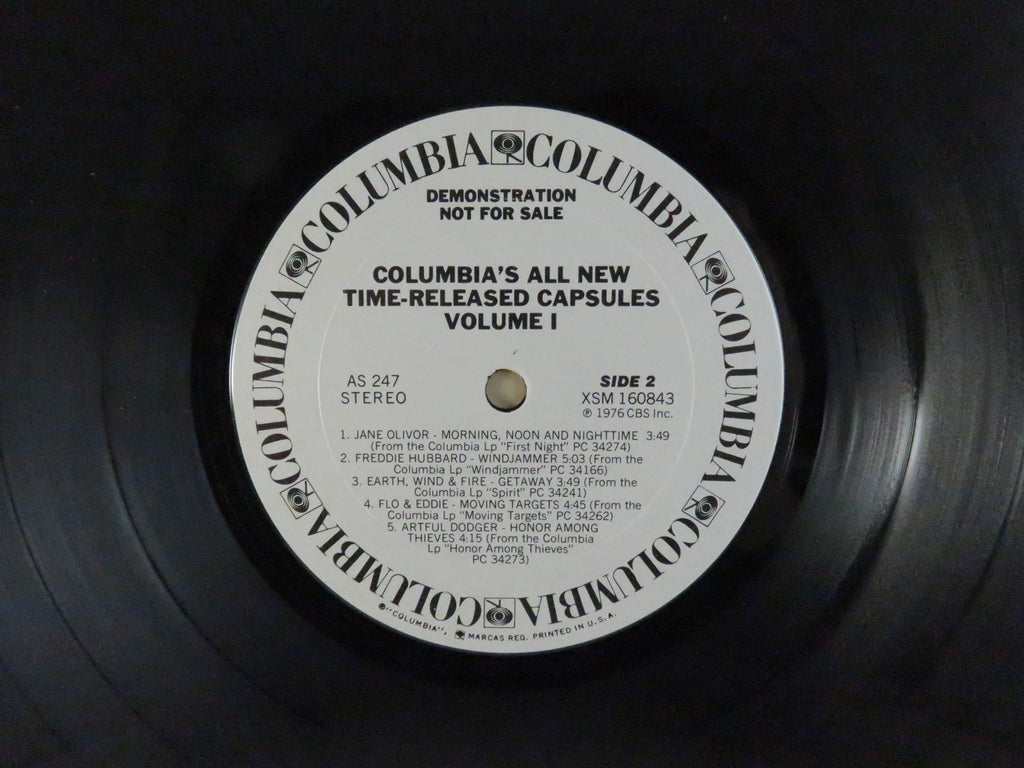 COLUMBIA COLUMBIA COLUMBIA COLUMBIA COLUMBIA COLUMBIA
DEMONSTRATION
NOT FOR SALE
COLUMBIA'S ALL NEW
TIME-RELEASED CAPSULES
VOLUME I
AS 247
STEREO
SIDE 2
XSM 160843
℗ 1976 CBS Inc.
1. JANE OLIVOR - MORNING, NOON AND NIGHTTIME 3:49
(From the Columbia Lp "First Night" PC 34274)
2. FREDDIE HUBBARD - WINDJAMMER 5:03 (From the
Columbia Lp "Windjammer" PC 34166)
3. EARTH, WIND & FIRE - GETAWAY 3:49 (From the
Columbia Lp "Spirit" PC 34241)
4. FLO & EDDIE - MOVING TARGETS 4:45 (From the
Columbia Lp "Moving Targets" PC 34262)
5. ARTFUL DODGER - HONOR AMONG
THIEVES 4:15 (From the Columbia
Lp "Honor Among Thieves"
PC 34273)
®"COLUMBIA", MARCAS REG. PRINTED IN U.S.A.